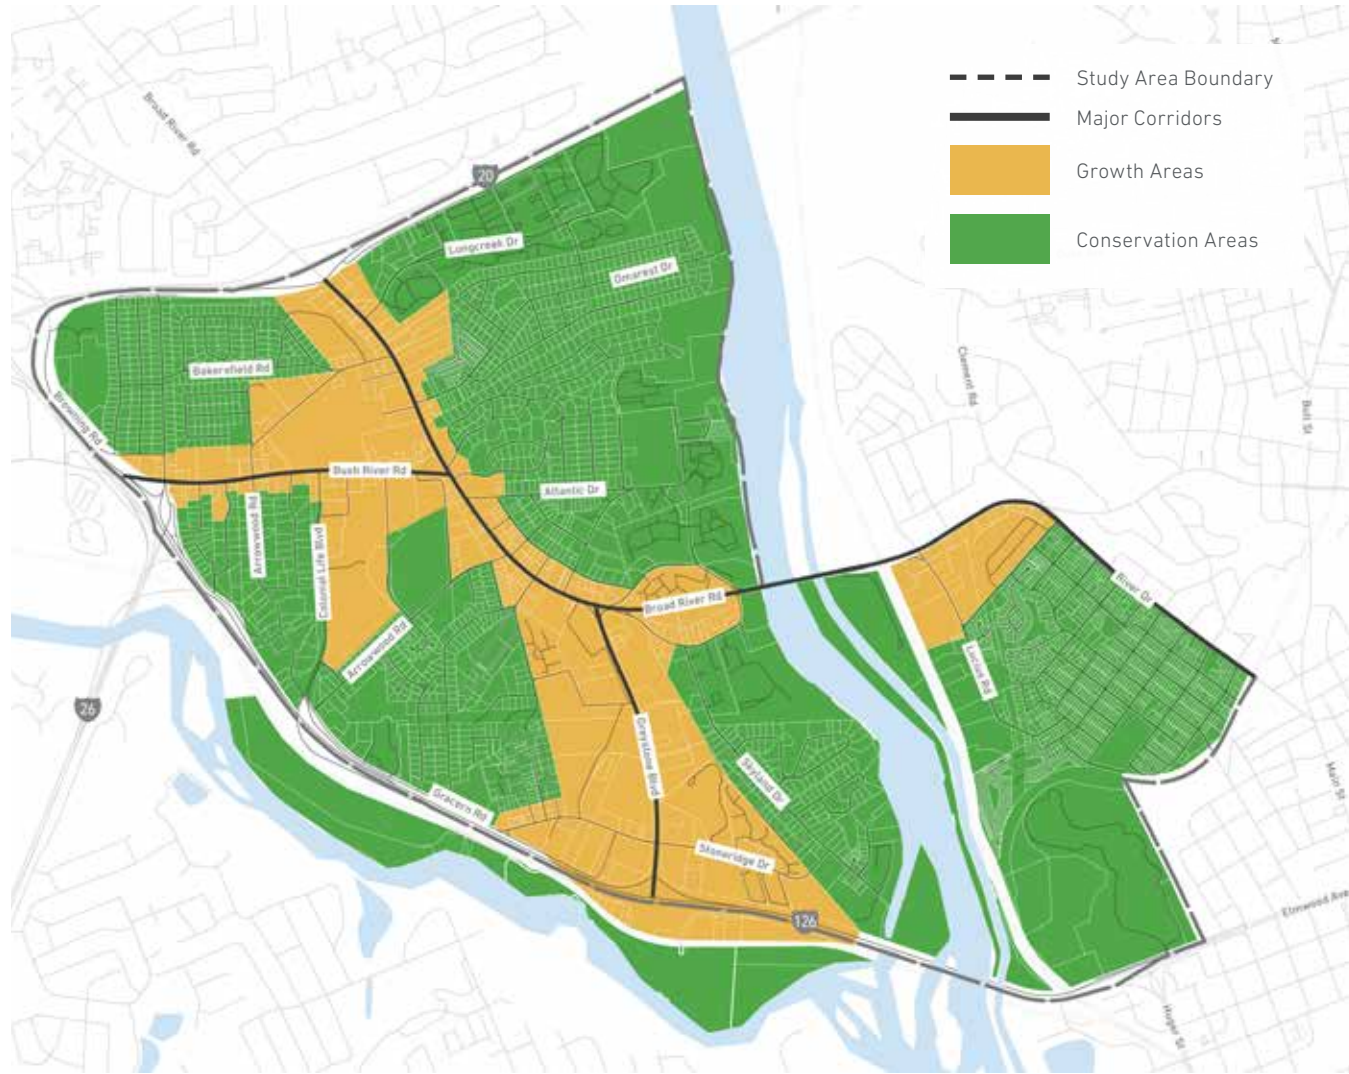 Study Area Boundary
Major Corridors
Growth Areas
Conservation Areas
Broad River Rd
20
Longcreek Dr
Omarest Dr
Bakersfield Rd
Browning Rd
Clement Rd
Bull St
Bush River Rd
Atlantic Dr
Arrowwood Rd
Colonial Life Blvd
Arrowwood Rd
Broad River Rd
River Dr
Lucius Rd
26
Greystone Blvd
Skyland Dr
Gracern Rd
Main St
Stoneridge Dr
126
Elmwood Ave
Huger St